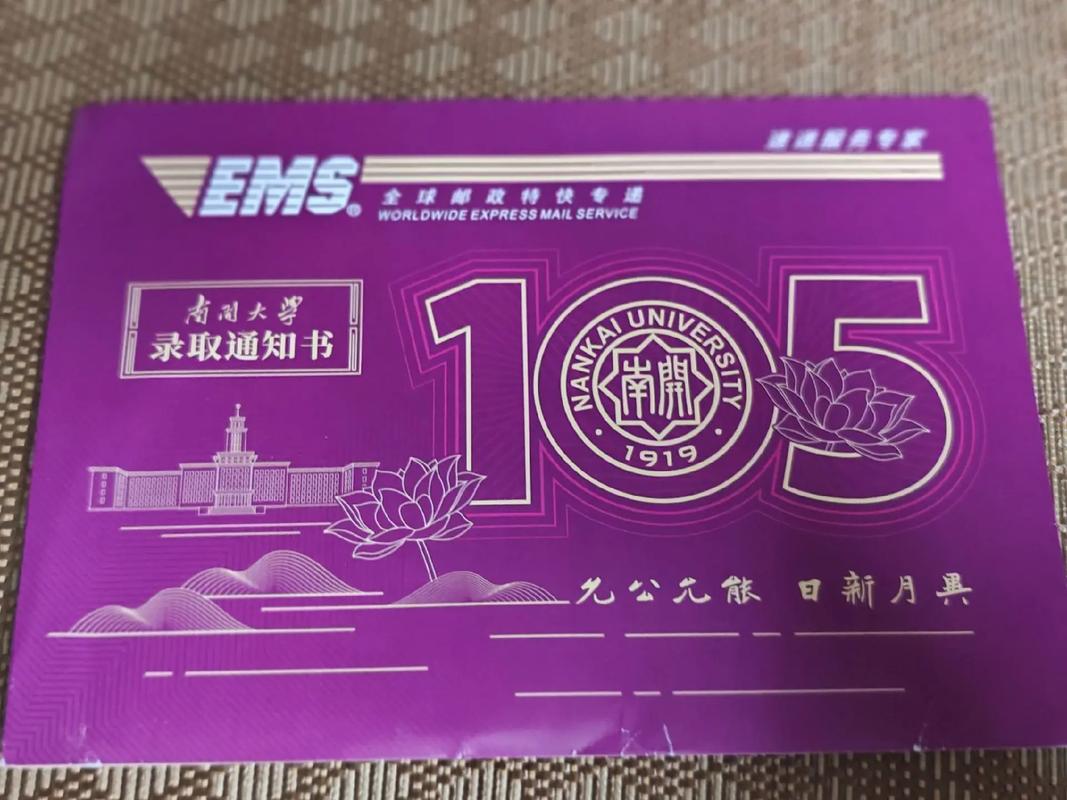 速递服务专家
EMS®
全球邮政特快专递
WORLDWIDE EXPRESS MAIL SERVICE
南開大學
录取通知书
105
NANKAI UNIVERSITY
南開
·1919·
允公允能 日新月異